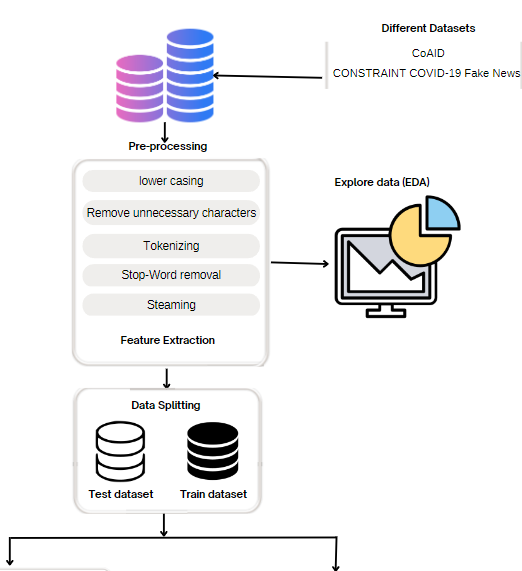 Different Datasets
CoAID
CONSTRAINT COVID-19 Fake News
Pre-processing
lower casing
Remove unnecessary characters
Tokenizing
Stop-Word removal
Steaming
Feature Extraction
Explore data (EDA)
Data Splitting
Test dataset
Train dataset